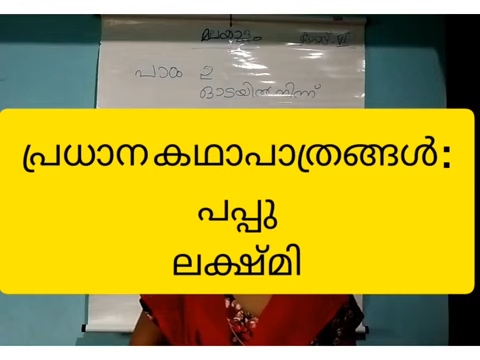 മലയാളം
പാഠം 2
ഓടയിൽ നിന്ന്
പ്രധാന കഥാപാത്രങ്ങൾ:
പപ്പു
ലക്ഷ്മി